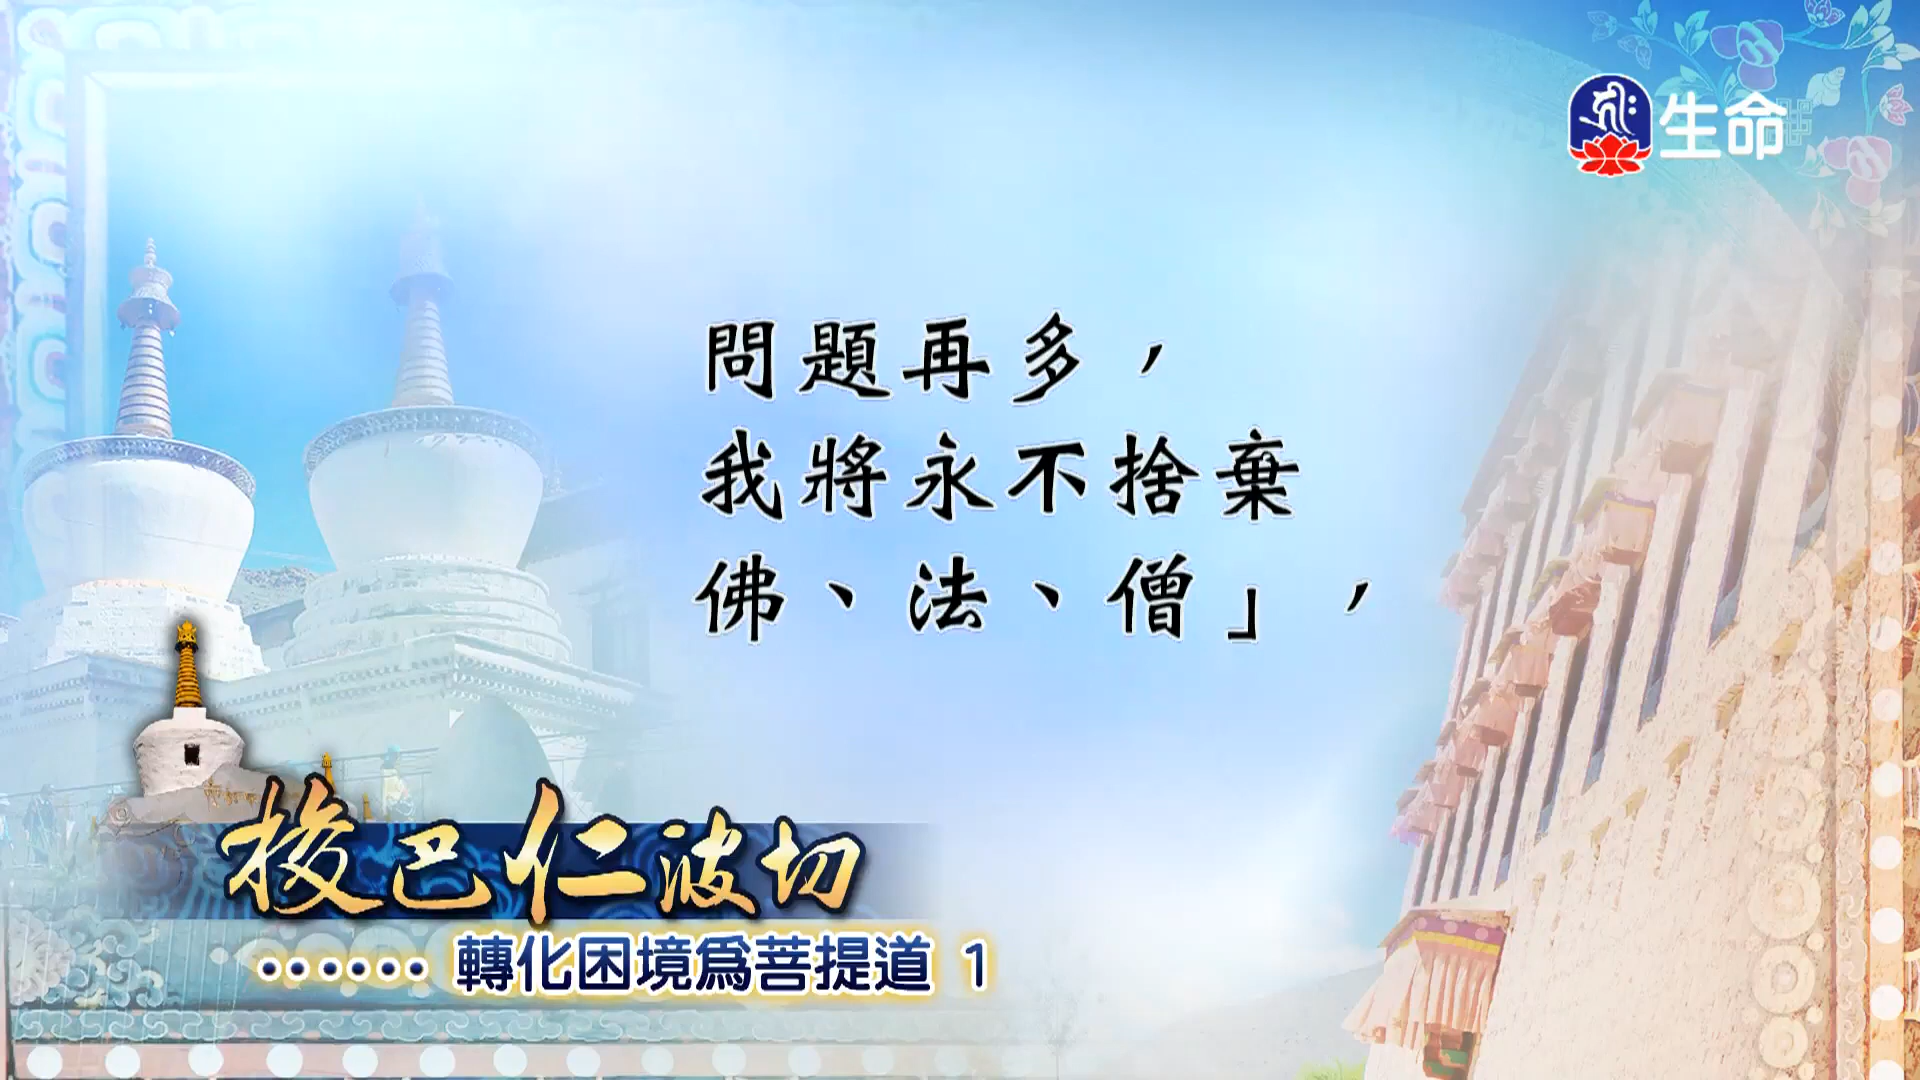 生命
問題再多，
我將永不捨棄
佛、法、僧」，
梭巴仁波切
……轉化困境為菩提道 1